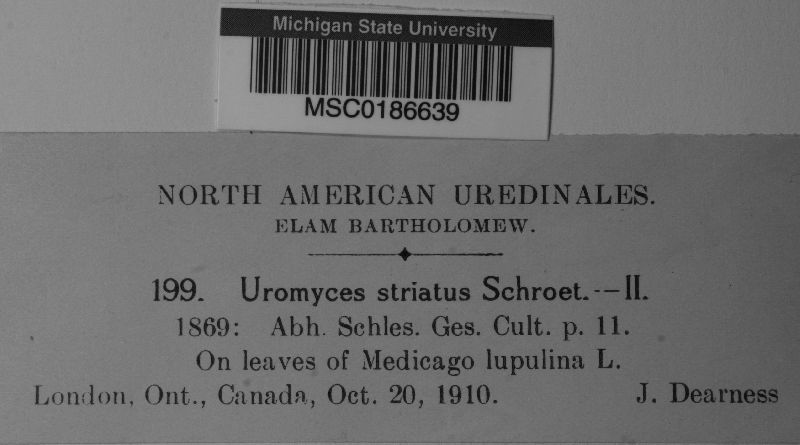 Michigan State University
MSC0186639
NORTH AMERICAN UREDINALES.
ELAM BARTHOLOMEW.
199. Uromyces striatus Schroet.--II.
1869: Abh. Schles. Ges. Cult. p. 11.
On leaves of Medicago lupulina L.
London, Ont., Canada, Oct. 20, 1910. J. Dearness